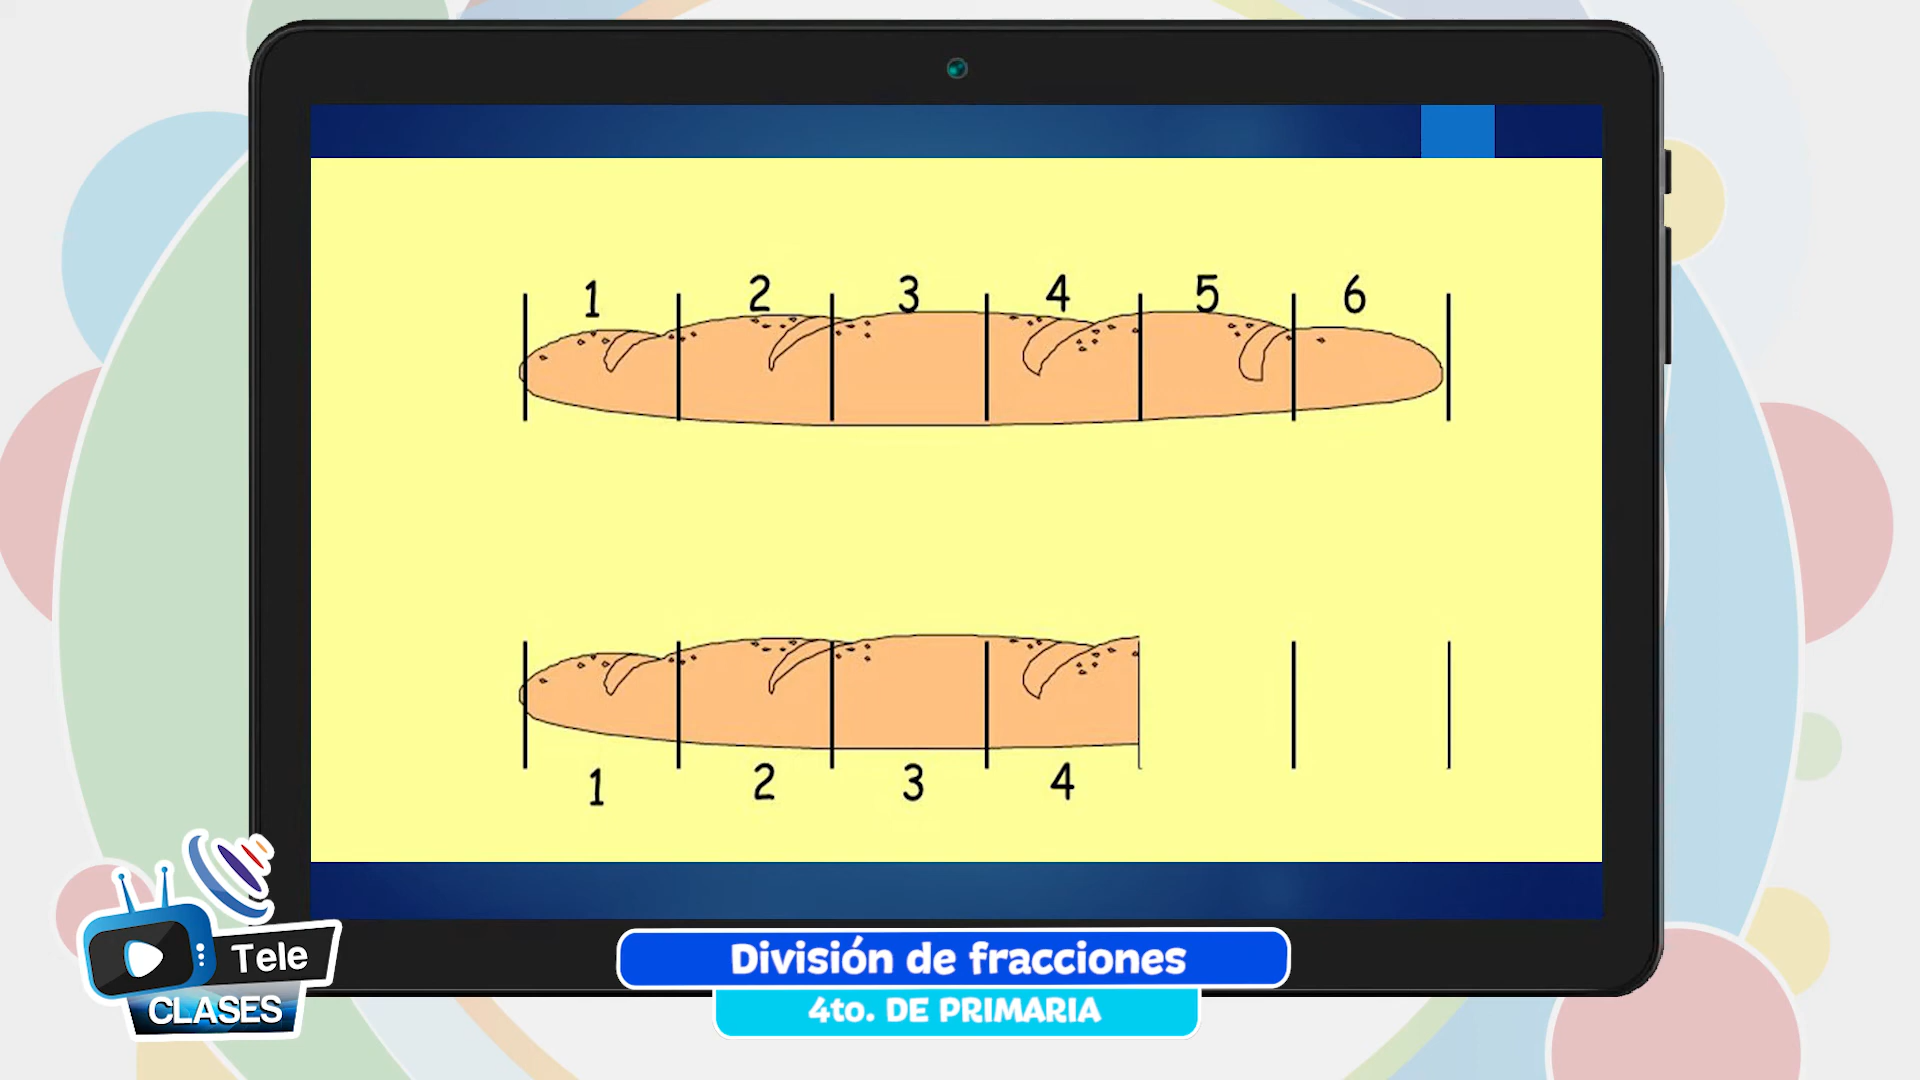 1 2 3 4 5 6
1 2 3 4
Tele
CLASES
División de fracciones
4to. DE PRIMARIA